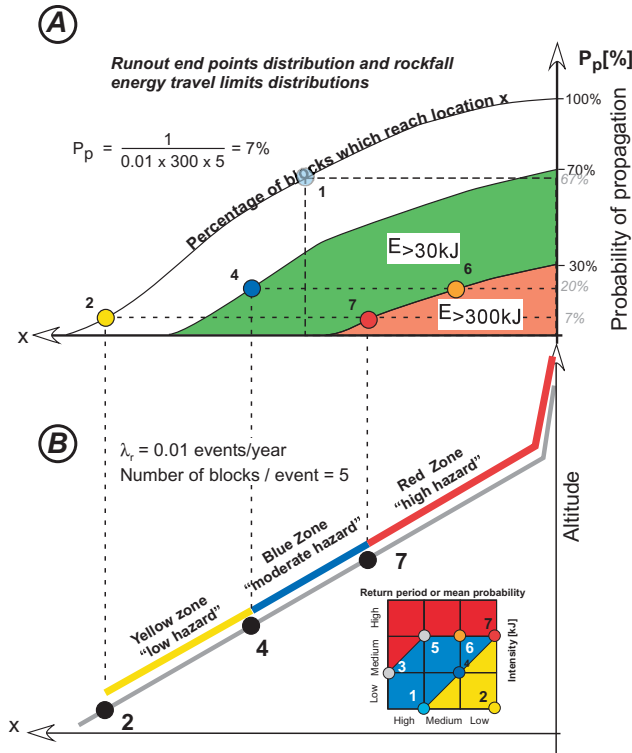 A
Runout end points distribution and rockfall
energy travel limits distributions
P_p [%]
100%
P_p = 1 / 0.01 x 300 x 5 = 7%
Percentage of blocks which reach location x
70%
67%
1
E>30kJ
4
6
30%
20%
2
7
E>300kJ
7%
x
Probability of propagation
B
λ_r = 0.01 events/year
Number of blocks / event = 5
Red Zone
"high hazard"
Altitude
Blue Zone
"moderate hazard"
7
Yellow zone
"low hazard"
4
2
x
Return period or mean probability
High
Medium
Low
7
5
6
3
4
1
2
Intensity [kJ]
High
Medium
Low